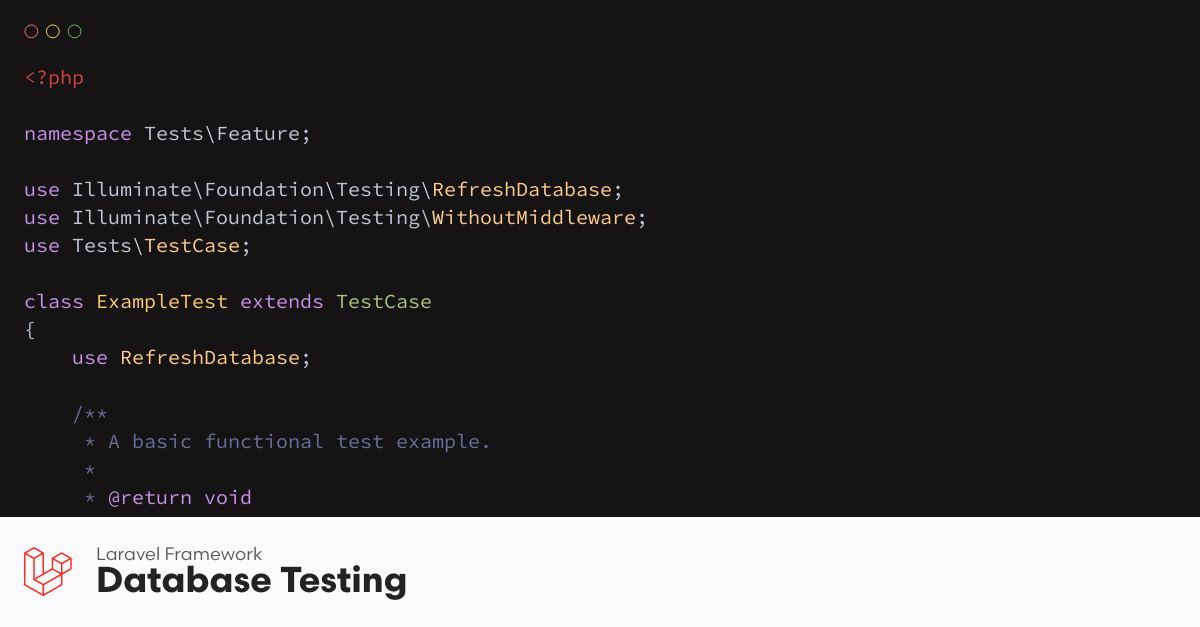 <?php
namespace Tests\Feature;
use Illuminate\Foundation\Testing\RefreshDatabase;
use Illuminate\Foundation\Testing\WithoutMiddleware;
use Tests\TestCase;
class ExampleTest extends TestCase
{
    use RefreshDatabase;
    /**
     * A basic functional test example.
     *
     * @return void
Laravel Framework
Database Testing